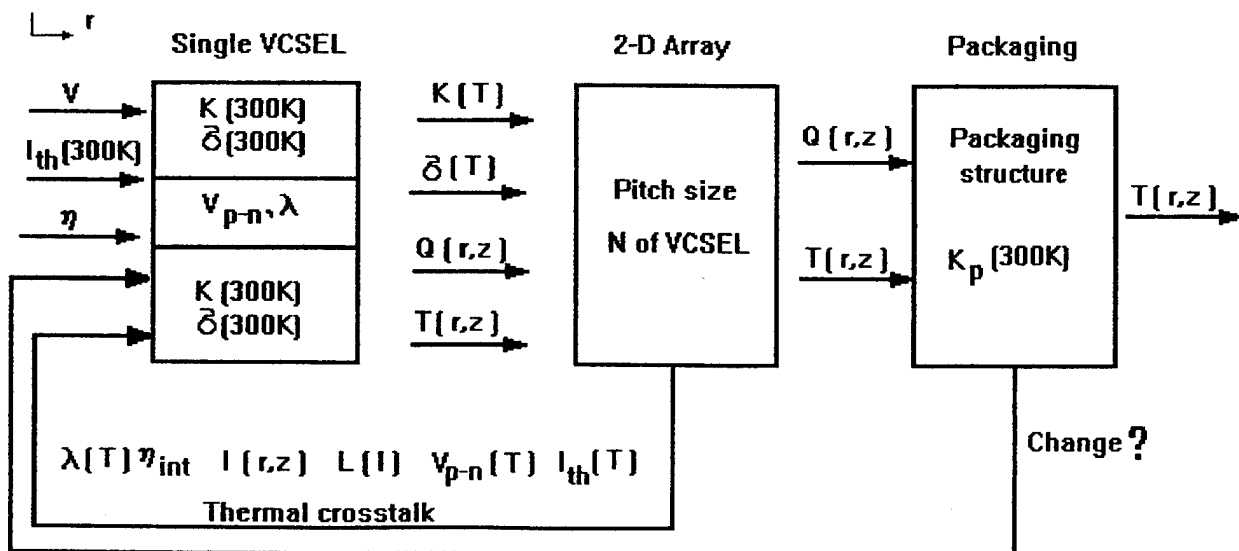 r
Single VCSEL
2-D Array
Packaging
V
I_th(300K)
η
K (300K)
σ̄(300K)
V_p-n, λ
K (300K)
σ̄(300K)
K(T)
σ̄(T)
Q(r,z)
T(r,z)
Pitch size
N of VCSEL
Q(r,z)
T(r,z)
Packaging
structure
K_p (300K)
T(r,z)
Change ?
λ(T) η_int I(r,z) L(I) V_p-n(T) I_th(T)
Thermal crosstalk